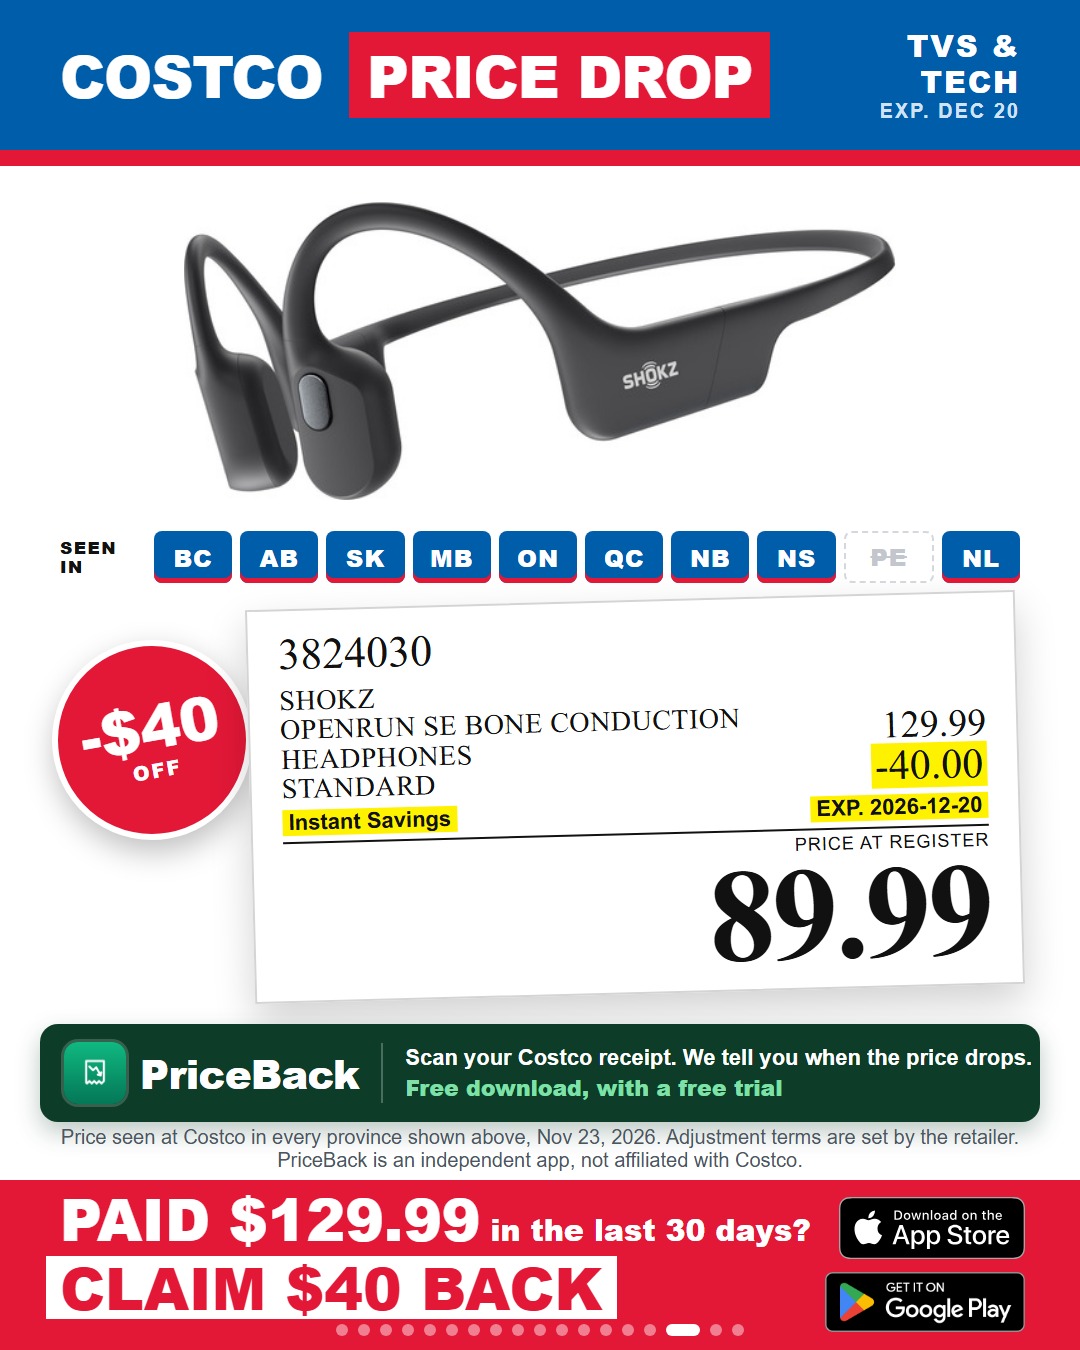 COSTCO PRICE DROP
TVS &
TECH
EXP. DEC 20
SHOKZ
SEEN
IN
BC AB SK MB ON QC NB NS PE NL
-$40
OFF
3824030
SHOKZ
OPENRUN SE BONE CONDUCTION
HEADPHONES
STANDARD
129.99
-40.00
Instant Savings
EXP. 2026-12-20
PRICE AT REGISTER
89.99
PriceBack
Scan your Costco receipt. We tell you when the price drops.
Free download, with a free trial
Price seen at Costco in every province shown above, Nov 23, 2026. Adjustment terms are set by the retailer.
PriceBack is an independent app, not affiliated with Costco.
PAID $129.99 in the last 30 days?
CLAIM $40 BACK
Download on the
App Store
GET IT ON
Google Play